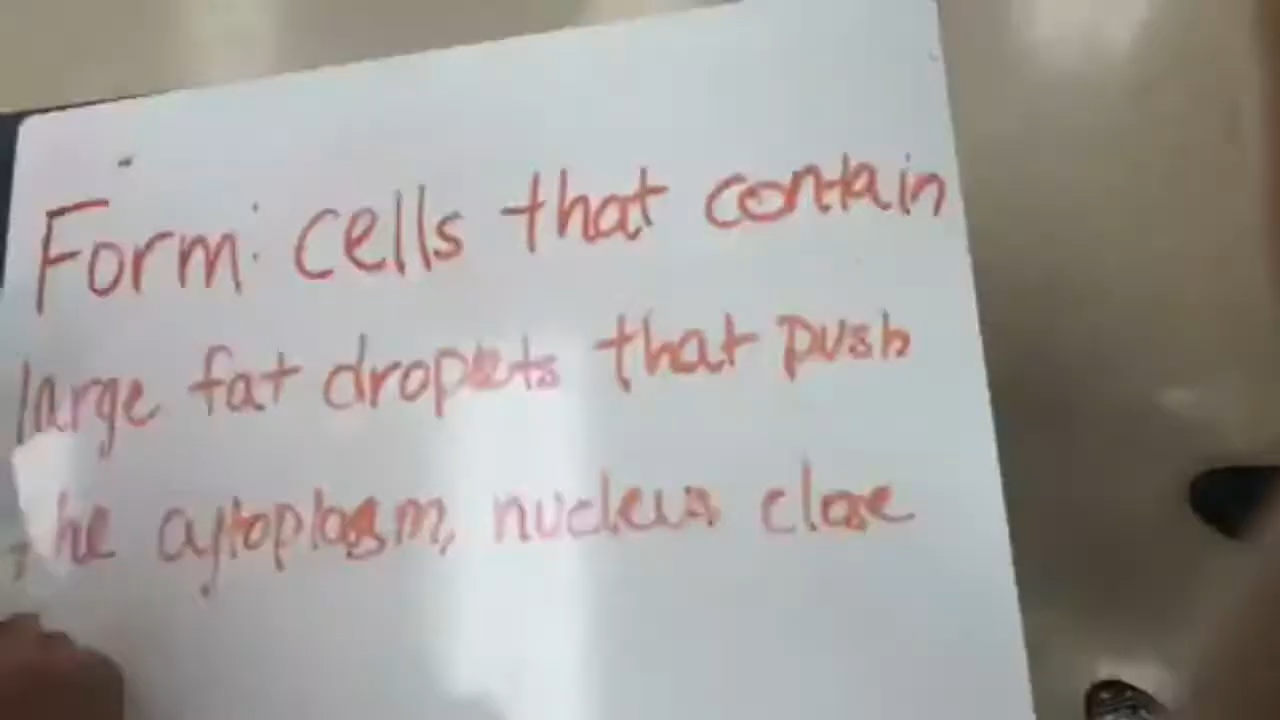 Form: cells that contain
large fat droplets that push
the cytoplasm, nucleus close